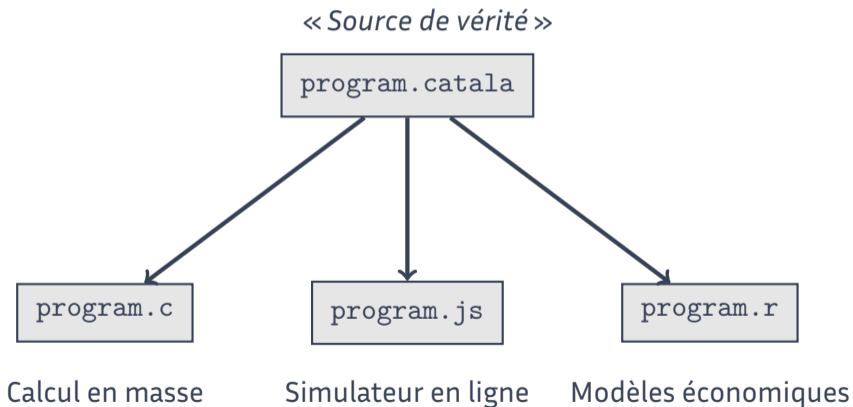 « Source de vérité »
program.catala
program.c
program.js
program.r
Calcul en masse
Simulateur en ligne
Modèles économiques